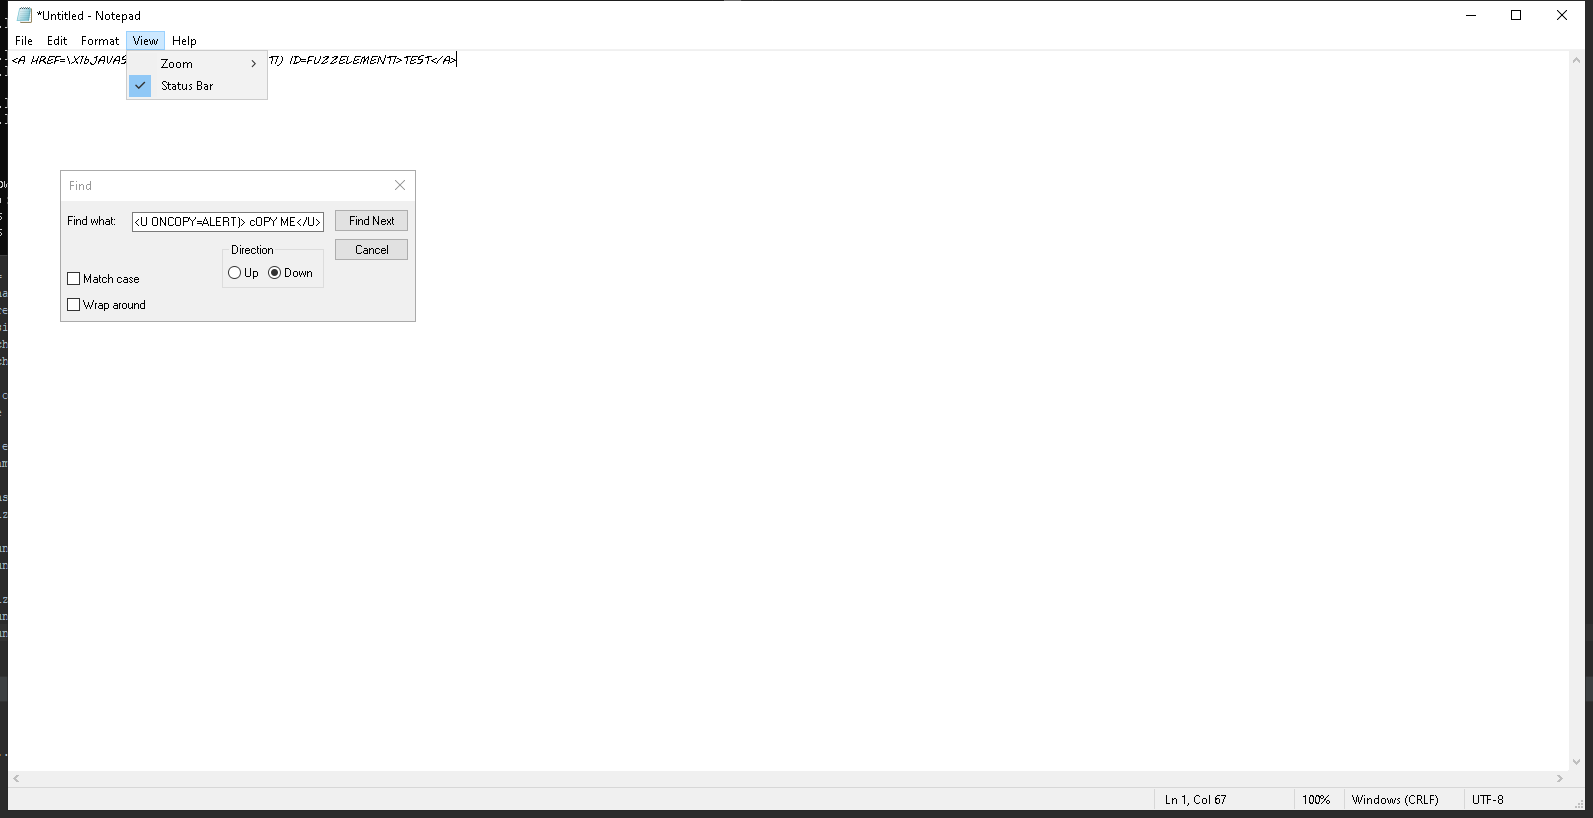 *Untitled - Notepad
File Edit Format View Help
<A HREF=\X16JAVAS TI) ID=FUZZELEMENT1>TEST</A>
Zoom
Status Bar
Find
Find what: <U ONCOPY=ALERT)> cOPY ME</U> Find Next
Direction Cancel
Up Down
Match case
Wrap around
Ln 1, Col 67 100% Windows (CRLF) UTF-8